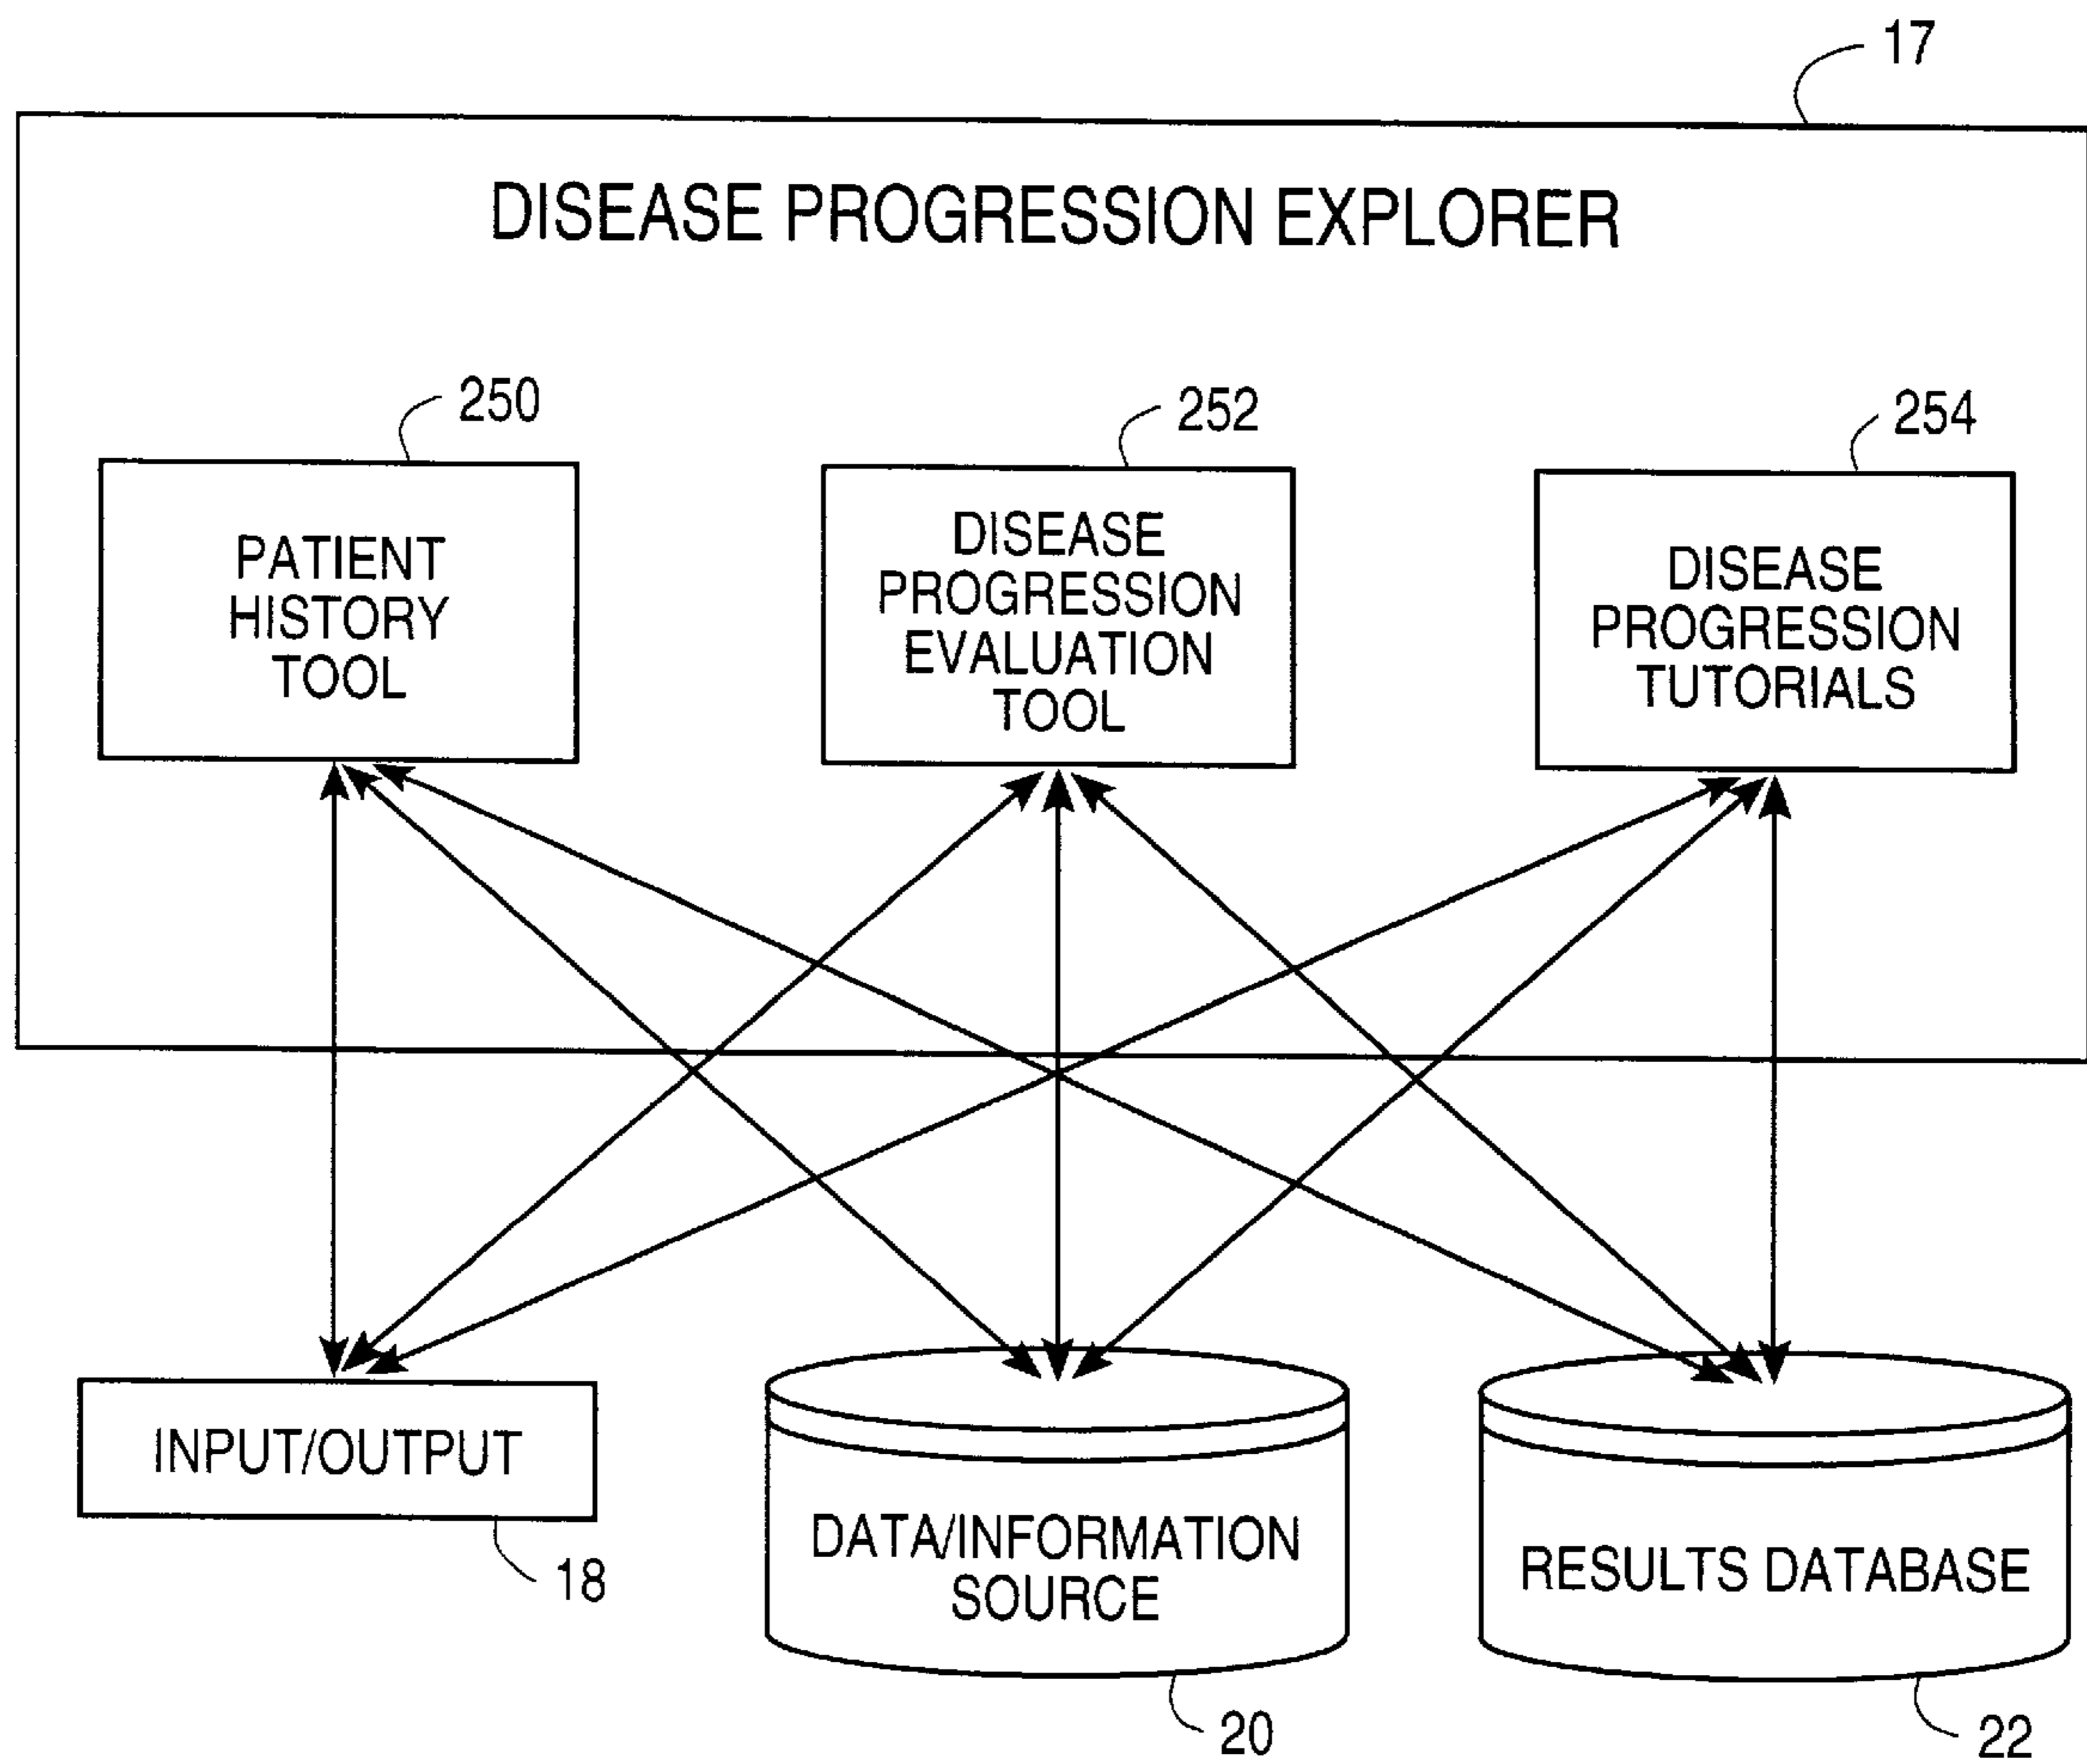 17
DISEASE PROGRESSION EXPLORER
250
252
254
PATIENT
HISTORY
TOOL
DISEASE
PROGRESSION
EVALUATION
TOOL
DISEASE
PROGRESSION
TUTORIALS
INPUT/OUTPUT
18
DATA/INFORMATION
SOURCE
20
RESULTS DATABASE
22